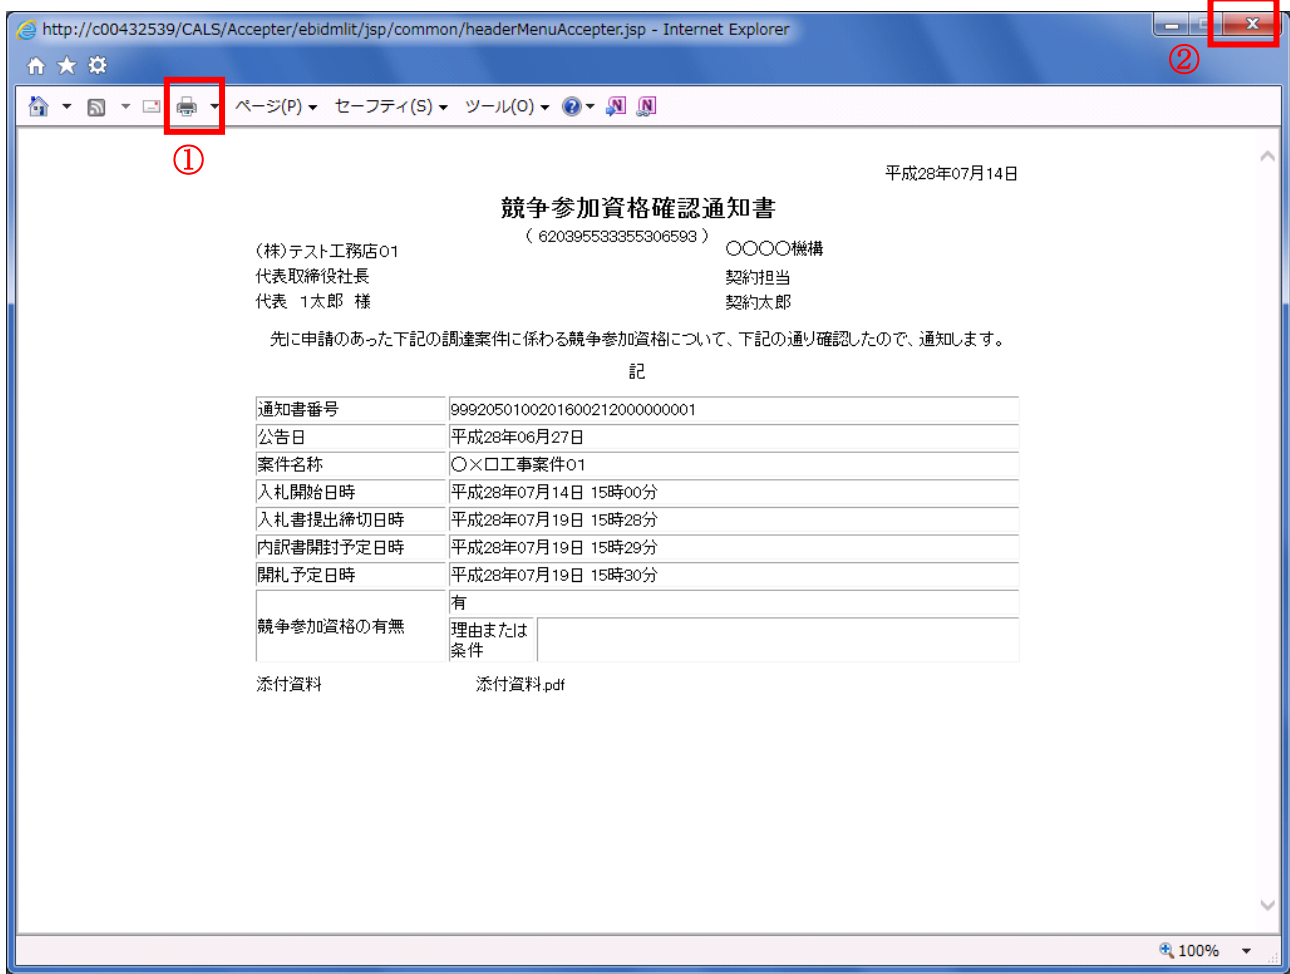 http://c00432539/CALS/Accepter/ebidmlit/jsp/common/headerMenuAccepter.jsp - Internet Explorer
②
ページ(P) セーフティ(S) ツール(O)
①
平成28年07月14日
競争参加資格確認通知書
( 620395533355306593 )
(株)テスト工務店01
〇〇〇〇機構
代表取締役社長
契約担当
代表 1太郎 様
契約太郎
先に申請のあった下記の調達案件に係わる競争参加資格について、下記の通り確認したので、通知します。
記
通知書番号 9992050100201600212000000001
公告日 平成28年06月27日
案件名称 〇×口工事案件01
入札開始日時 平成28年07月14日 15時00分
入札書提出締切日時 平成28年07月19日 15時28分
内訳書開封予定日時 平成28年07月19日 15時29分
開札予定日時 平成28年07月19日 15時30分
競争参加資格の有無 有
理由または
条件
添付資料 添付資料.pdf
100%